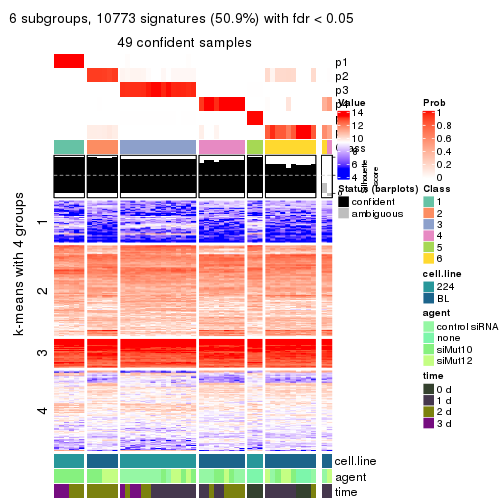 6 subgroups, 10773 signatures (50.9%) with fdr < 0.05
49 confident samples
p1
p2
p3
Value
14
12
6
4
Prob
1
0.8
0.6
0.4
0.2
0
score
Status (barplots)
confident
ambiguous
Class
1
2
3
4
5
6
cell.line
224
BL
agent
control siRNA
none
siMut10
siMut12
time
0 d
1 d
2 d
3 d
k-means with 4 groups
1
2
3
4
cell.line
agent
time